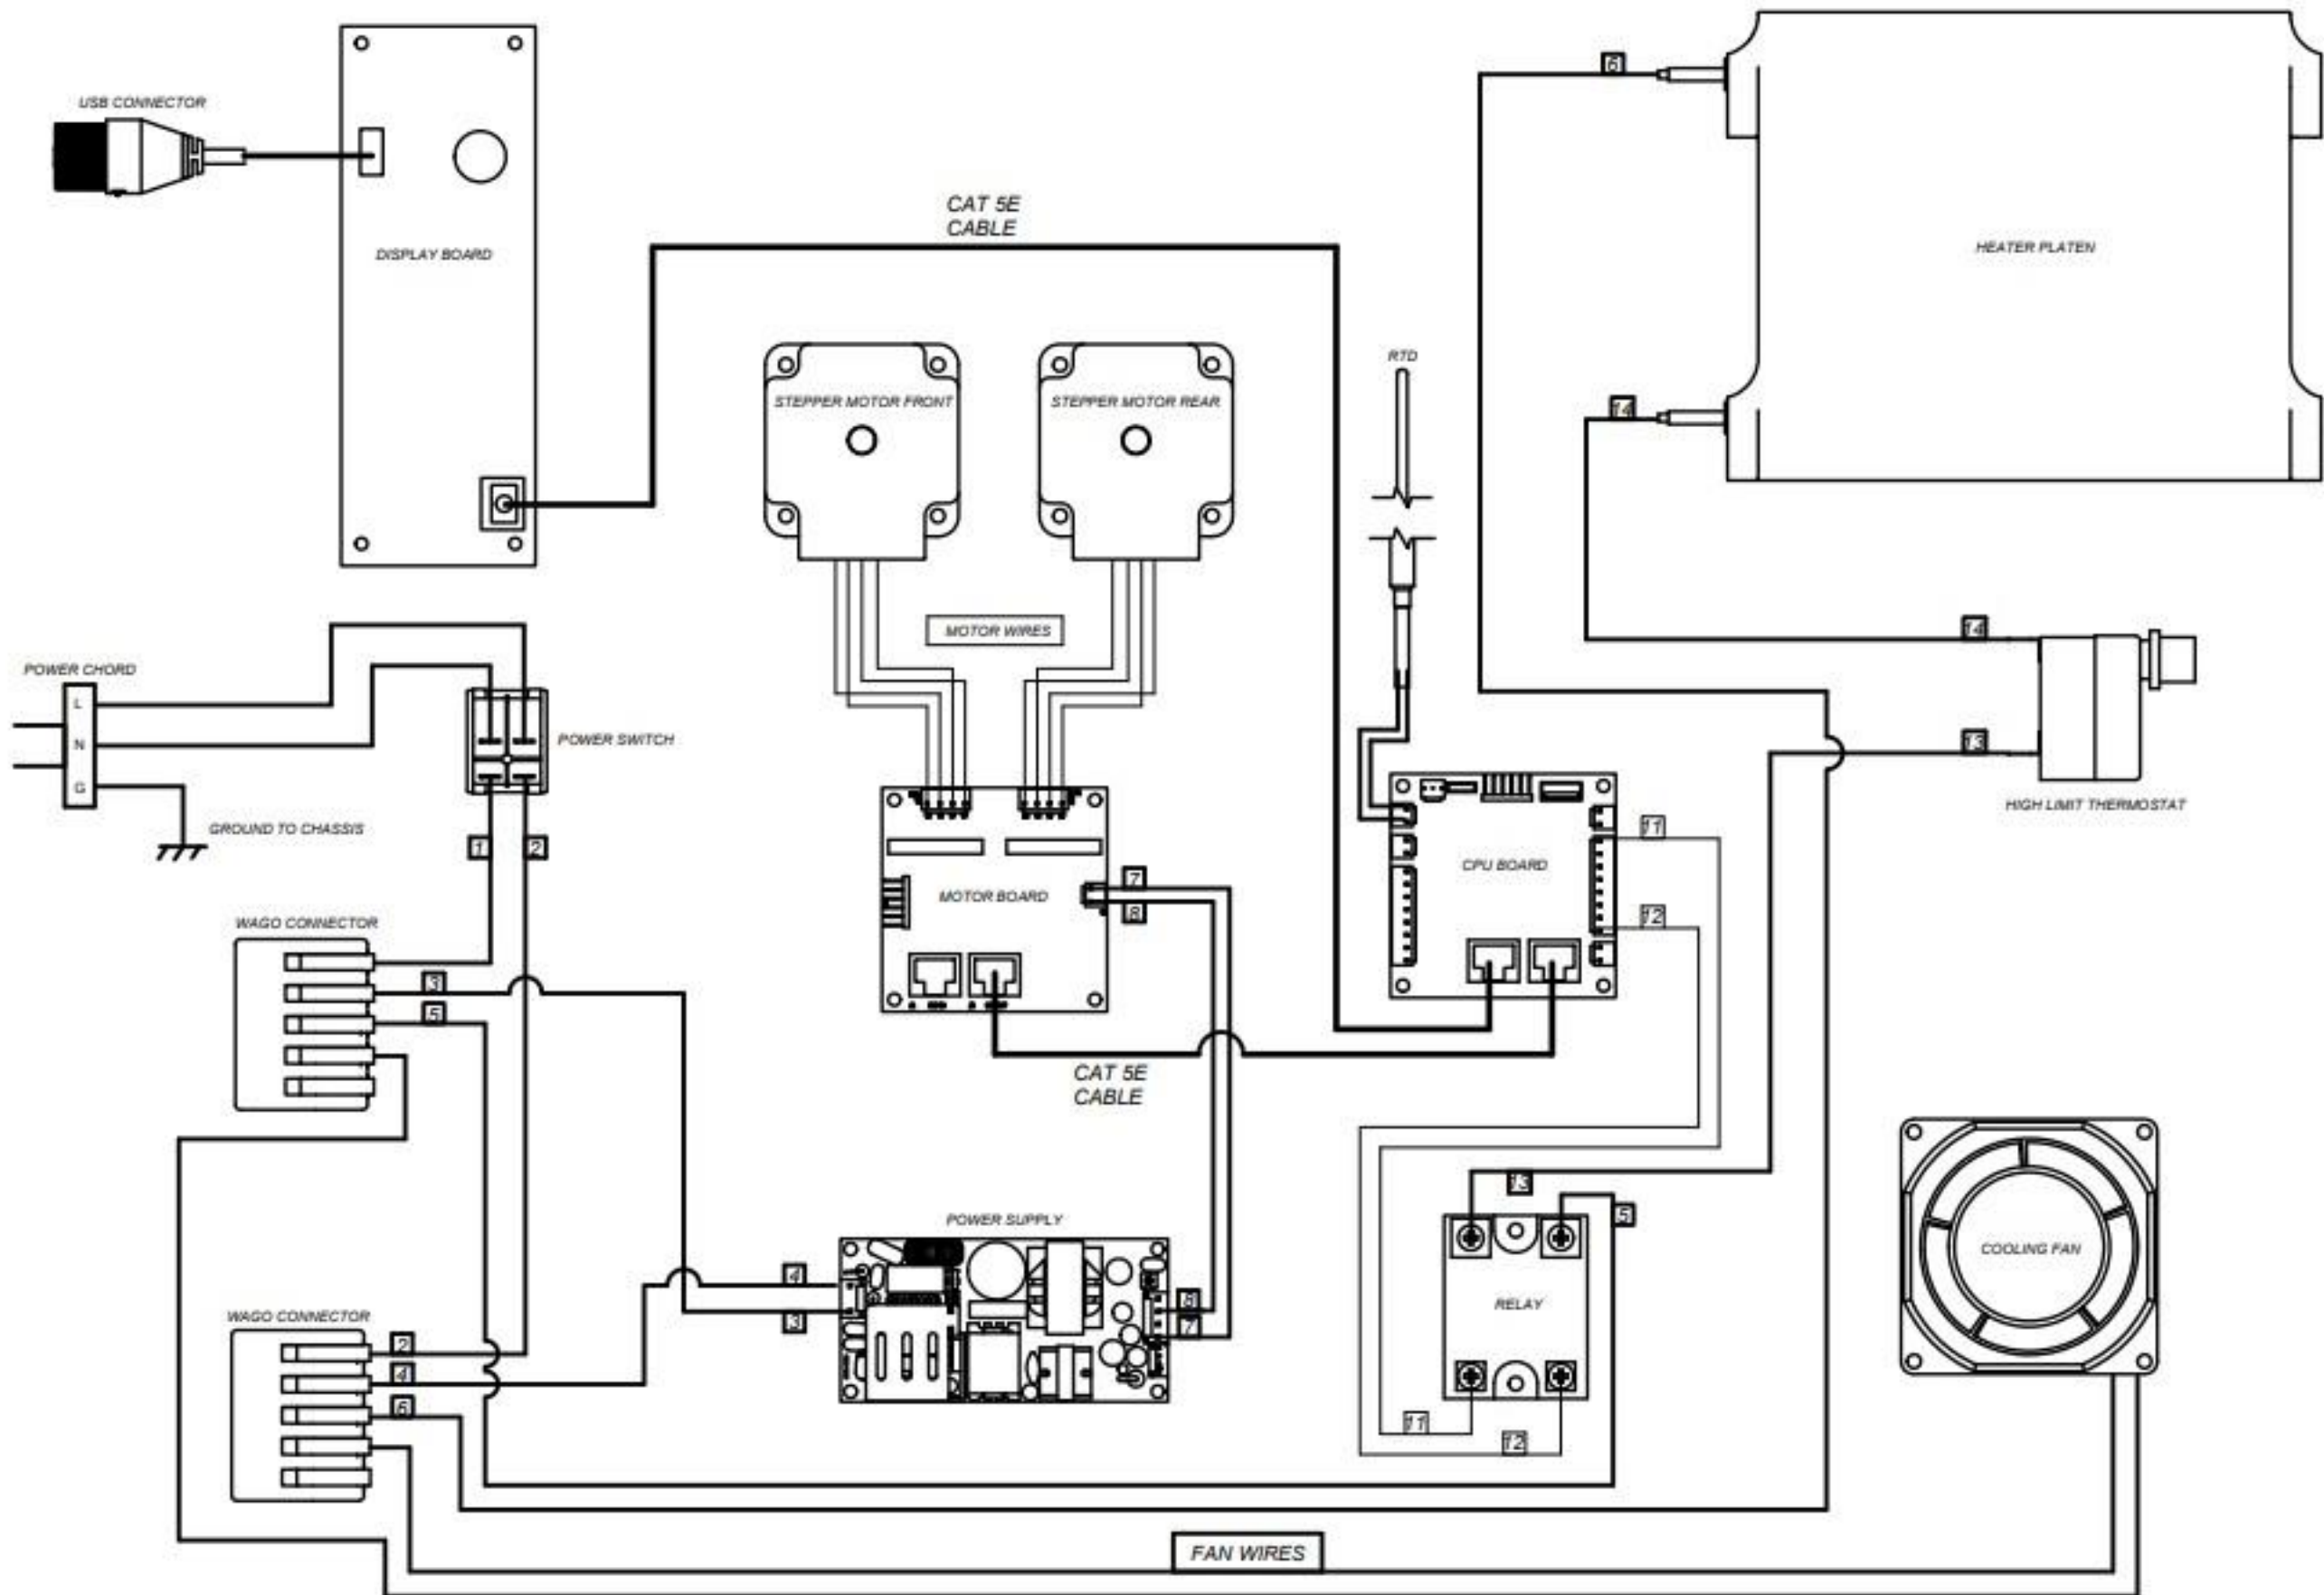 USB CONNECTOR
DISPLAY BOARD
CAT 5E
CABLE
6
HEATER PLATEN
STEPPER MOTOR FRONT
STEPPER MOTOR REAR
RTD
14
MOTOR WIRES
14
POWER CHORD
L
N
G
POWER SWITCH
13
HIGH LIMIT THERMOSTAT
GROUND TO CHASSIS
1
2
11
CPU BOARD
7
8
MOTOR BOARD
12
WAGO CONNECTOR
3
5
CAT 5E
CABLE
13
5
POWER SUPPLY
4
3
8
7
COOLING FAN
RELAY
WAGO CONNECTOR
2
4
6
11
12
FAN WIRES